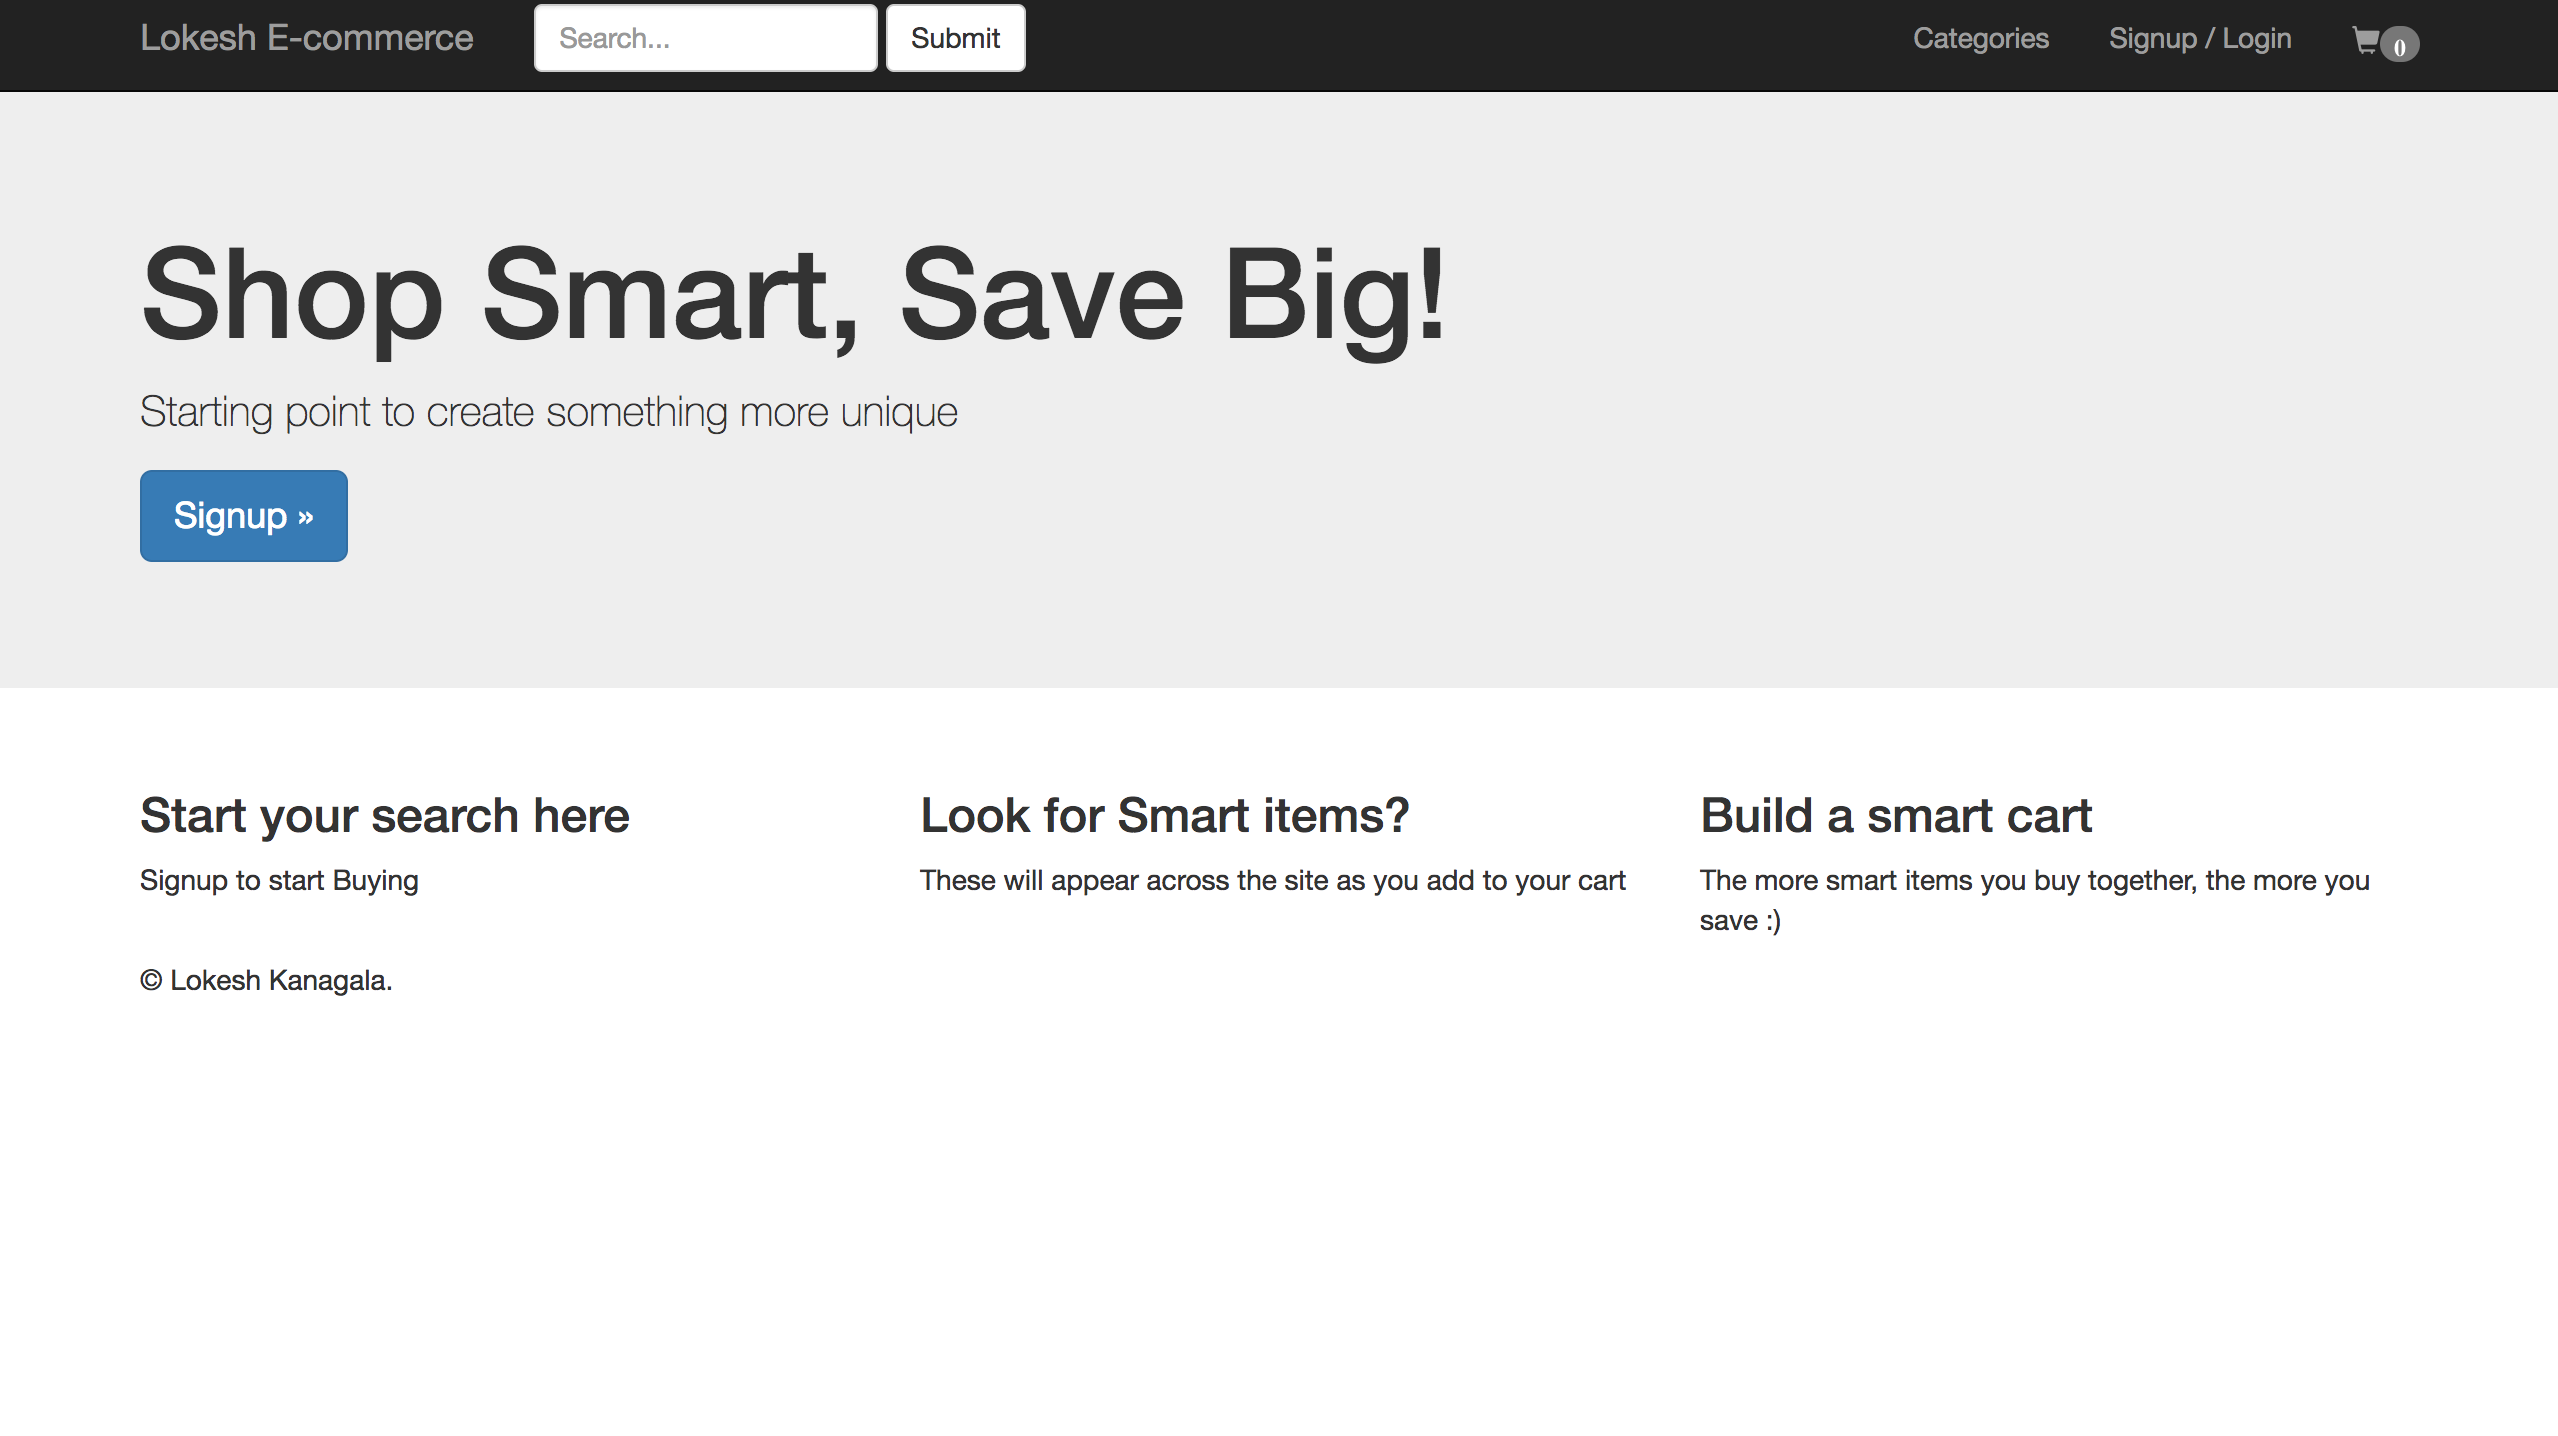 Lokesh E-commerce Search... Submit Categories Signup / Login 0
Shop Smart, Save Big!
Starting point to create something more unique
Signup »
Start your search here
Signup to start Buying
Look for Smart items?
These will appear across the site as you add to your cart
Build a smart cart
The more smart items you buy together, the more you
save :)
© Lokesh Kanagala.